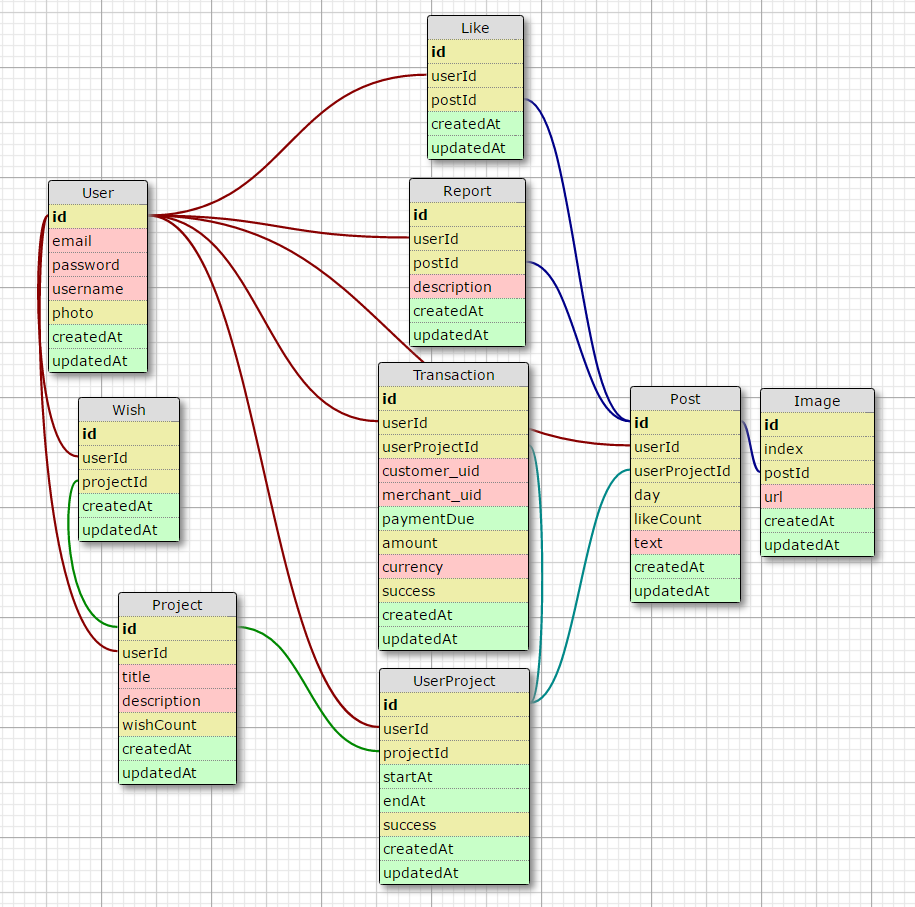 Like
id
userId
postId
createdAt
updatedAt
Report
id
userId
postId
description
createdAt
updatedAt
User
id
email
password
username
photo
createdAt
updatedAt
Wish
id
userId
projectId
createdAt
updatedAt
Transaction
id
userId
userProjectId
customer_uid
merchant_uid
paymentDue
amount
currency
success
createdAt
updatedAt
Post
id
userId
userProjectId
day
likeCount
text
createdAt
updatedAt
Image
id
index
postId
url
createdAt
updatedAt
Project
id
userId
title
description
wishCount
createdAt
updatedAt
UserProject
id
userId
projectId
startAt
endAt
success
createdAt
updatedAt